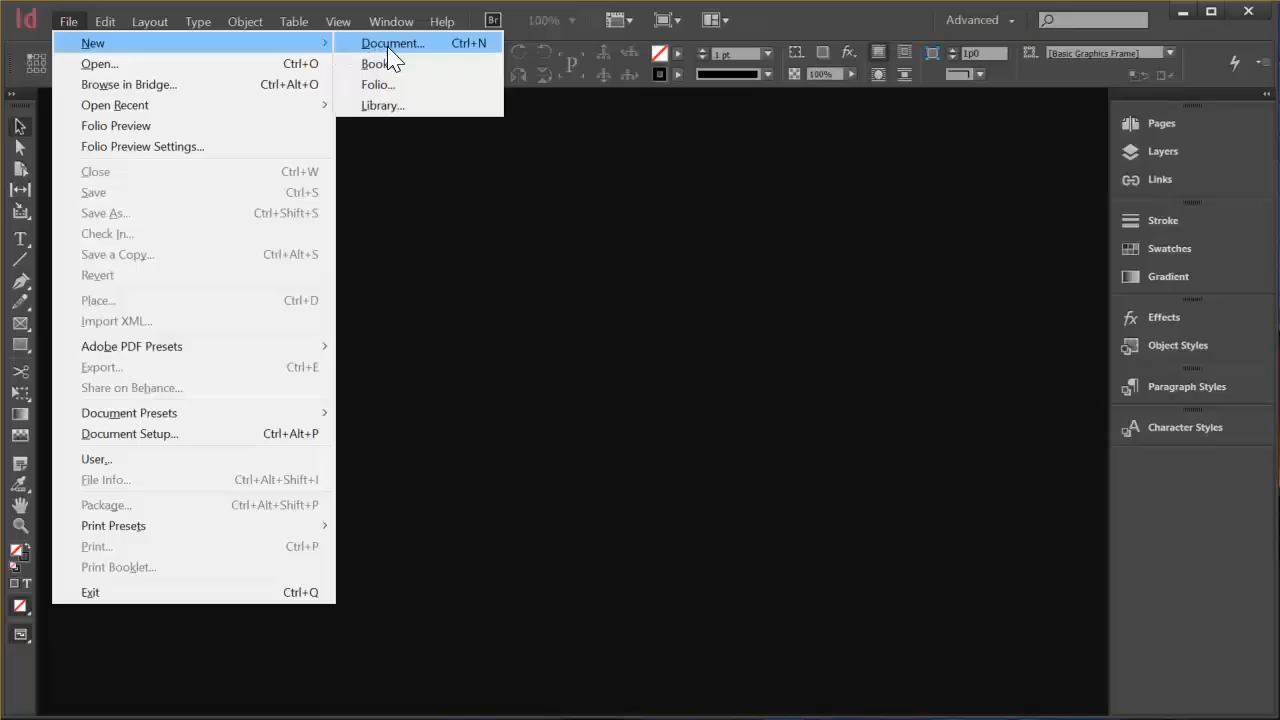 Id File Edit Layout Type Object Table View Window Help Br 100% Advanced
1 pt 1p0 [Basic Graphics Frame]
100%
New
Open... Ctrl+O
Browse in Bridge... Ctrl+Alt+O
Open Recent
Folio Preview
Folio Preview Settings...
Close Ctrl+W
Save Ctrl+S
Save As... Ctrl+Shift+S
Check In...
Save a Copy... Ctrl+Alt+S
Revert
Place... Ctrl+D
Import XML...
Adobe PDF Presets
Export... Ctrl+E
Share on Behance...
Document Presets
Document Setup... Ctrl+Alt+P
User...
File Info... Ctrl+Alt+Shift+I
Package... Ctrl+Alt+Shift+P
Print Presets
Print... Ctrl+P
Print Booklet...
Exit Ctrl+Q
Document... Ctrl+N
Folio...
Library...
Pages
Layers
Links
Stroke
Swatches
Gradient
fx Effects
Object Styles
Paragraph Styles
Character Styles